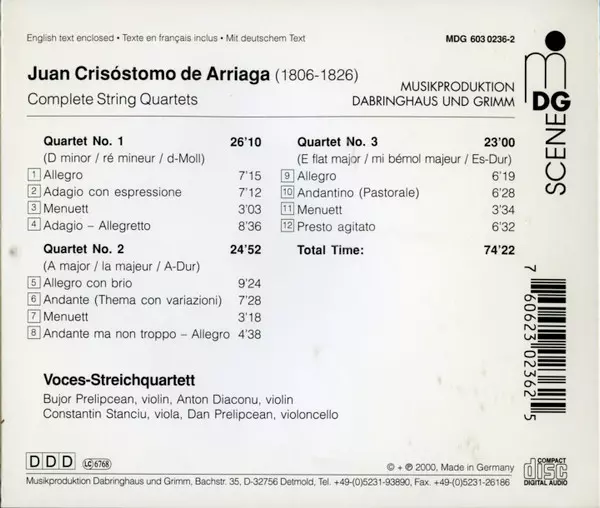 English text enclosed • Texte en français inclus • Mit deutschem Text
MDG 603 0236-2
Juan Crisóstomo de Arriaga (1806-1826)
Complete String Quartets
MUSIKPRODUKTION
DABRINGHAUS UND GRIMM
mDG
SCENE
Quartet No. 1 26'10
(D minor / ré mineur / d-Moll)
1 Allegro 7'15
2 Adagio con espressione 7'12
3 Menuett 3'03
4 Adagio – Allegretto 8'36
Quartet No. 2 24'52
(A major / la majeur / A-Dur)
5 Allegro con brio 9'24
6 Andante (Thema con variazioni) 7'28
7 Menuett 3'18
8 Andante ma non troppo - Allegro 4'38
Quartet No. 3 23'00
(E flat major / mi bémol majeur / Es-Dur)
9 Allegro 6'19
10 Andantino (Pastorale) 6'28
11 Menuett 3'34
12 Presto agitato 6'32
Total Time: 74'22
Voces-Streichquartett
Bujor Prelipcean, violin, Anton Diaconu, violin
Constantin Stanciu, viola, Dan Prelipcean, violoncello
7 60623 02362 5
DDD LC 6768
© + ℗ 2000, Made in Germany
COMPACT
disc
DIGITAL AUDIO
Musikproduktion Dabringhaus und Grimm, Bachstr. 35, D-32756 Detmold, Tel. +49-(0)5231-93890, Fax: +49-(0)5231-26186